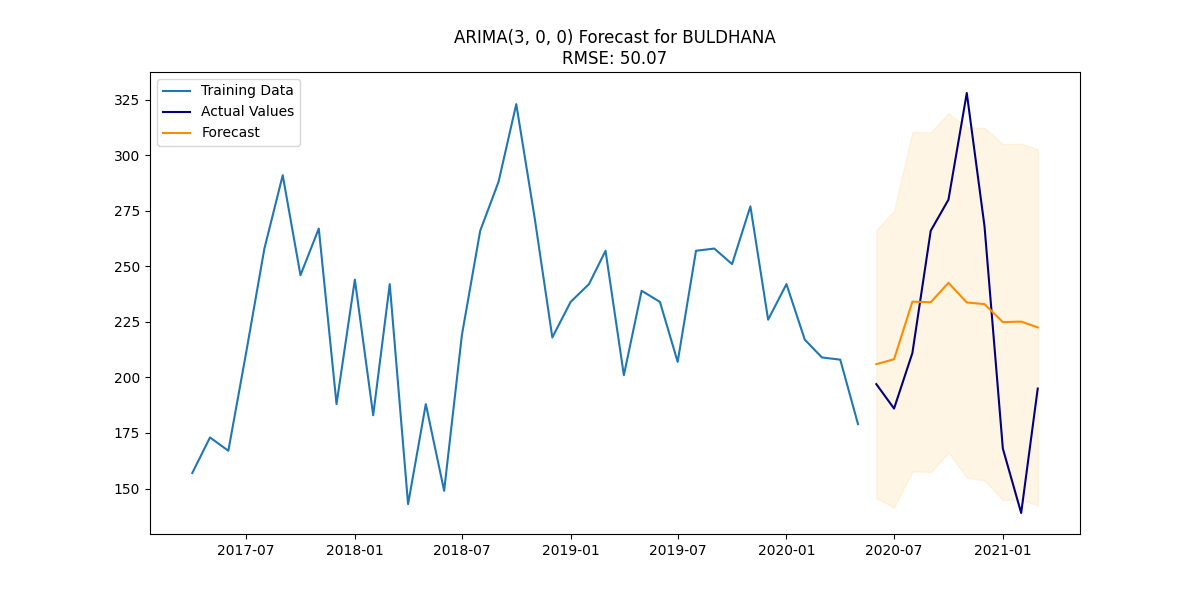 ARIMA(3, 0, 0) Forecast for BULDHANA
RMSE: 50.07
Training Data
Actual Values
Forecast
325
300
275
250
225
200
175
150
2017-07 2018-01 2018-07 2019-01 2019-07 2020-01 2020-07 2021-01